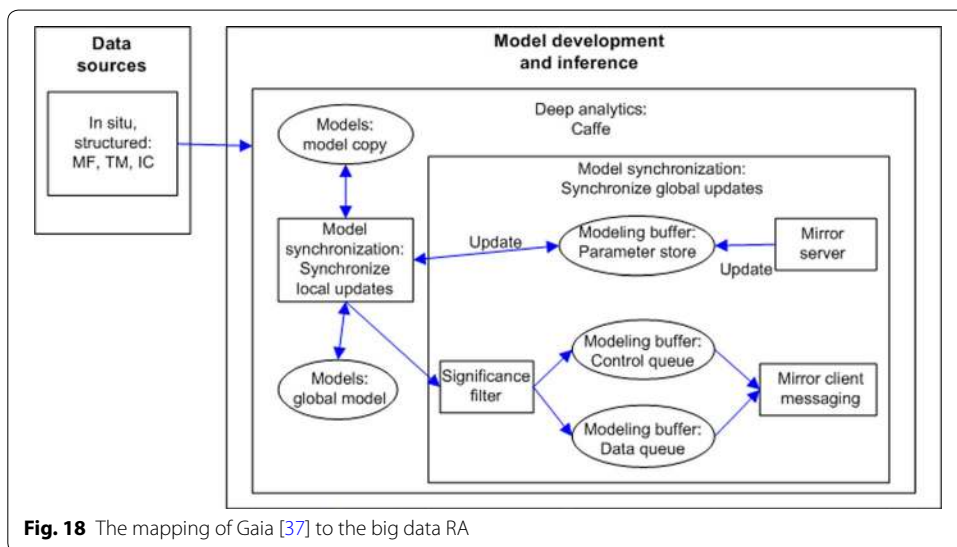 Data
sources
In situ,
structured:
MF, TM, IC
Model development
and inference
Deep analytics:
Caffe
Models:
model copy
Model
synchronization:
Synchronize
local updates
Models:
global model
Model synchronization:
Synchronize global updates
Update
Modeling buffer:
Parameter store
Update
Mirror
server
Significance
filter
Modeling buffer:
Control queue
Modeling buffer:
Data queue
Mirror client
messaging
Fig. 18 The mapping of Gaia [37] to the big data RA